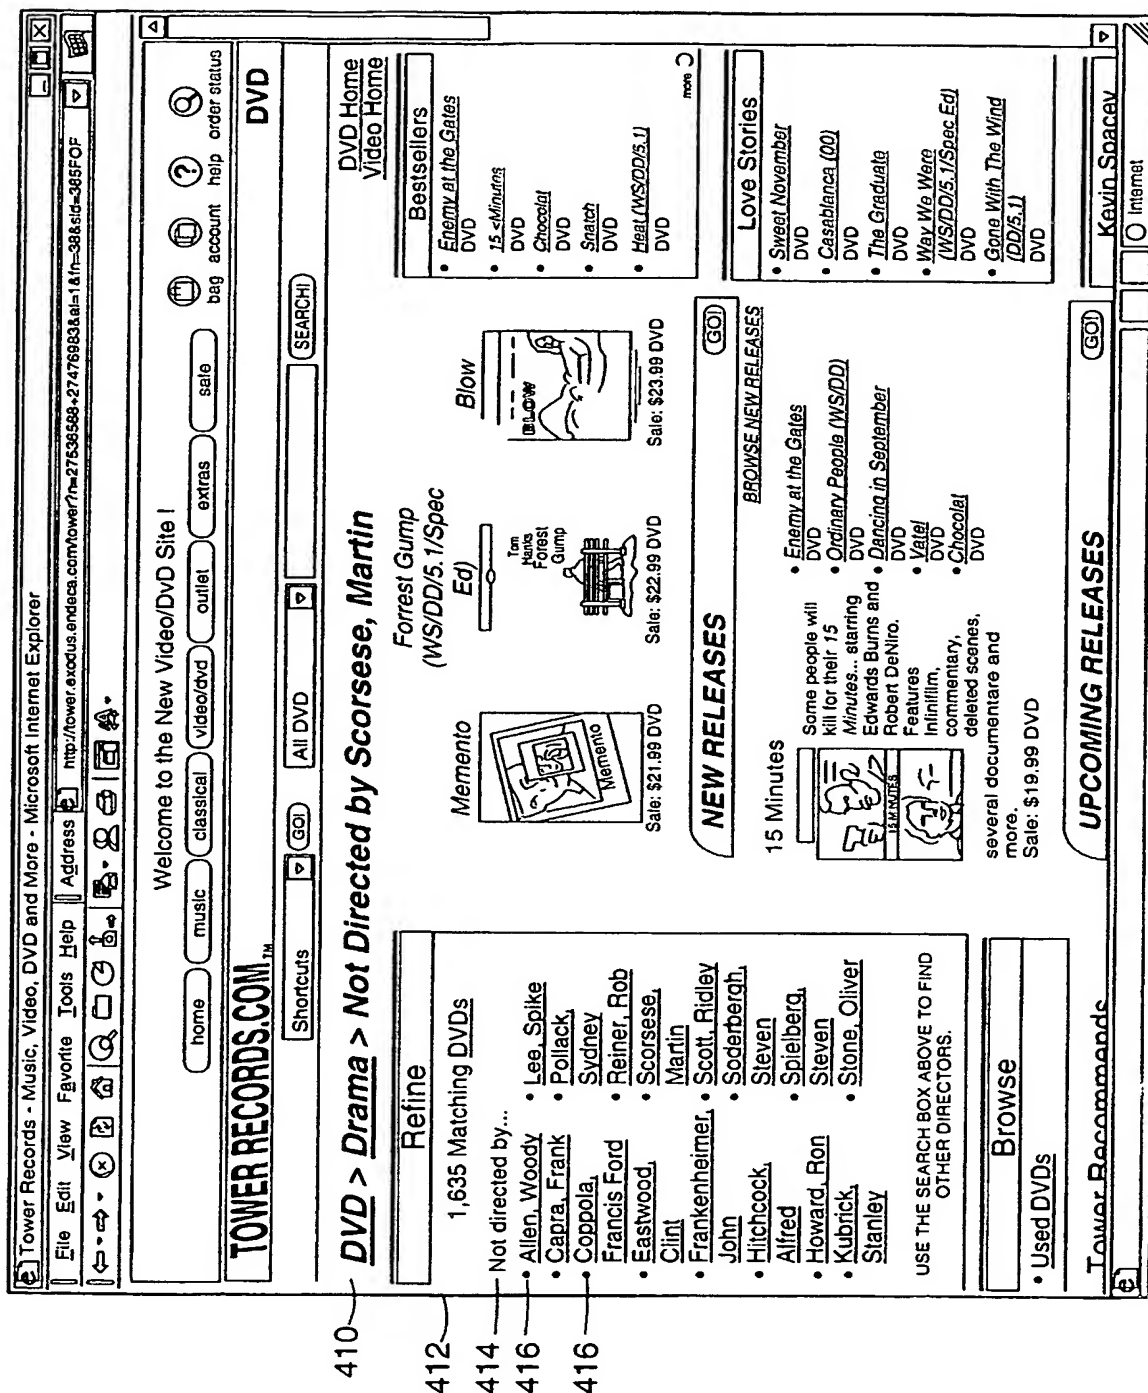 Tower Records - Music, Video, DVD and More - Microsoft Internet Explorer
File Edit View Favorite Tools Help
Address http://tower.exodus.endeca.com/tower?n=27536568+27476983&al=1&fn=38&sid=385FOF
Welcome to the New Video/DvD Site !
home music classical video/dvd outlet extras sale
bag account help order status
TOWER RECORDS.COM™
DVD
Shortcuts GO! All DVD SEARCH!
410 DVD > Drama > Not Directed by Scorsese, Martin
DVD Home
Video Home
412
Refine
1,635 Matching DVDs
414 Not directed by...
416 • Allen, Woody
• Capra, Frank
416 • Coppola,
Francis Ford
• Eastwood,
Clint
• Frankenheimer,
John
• Hitchcock,
Alfred
• Howard, Ron
• Kubrick,
Stanley
• Lee, Spike
• Pollack,
Sydney
• Reiner, Rob
• Scorsese,
Martin
• Scott, Ridley
• Soderbergh,
Steven
• Spielberg,
Steven
• Stone, Oliver
USE THE SEARCH BOX ABOVE TO FIND
OTHER DIRECTORS.
Browse
• Used DVDs
Tower Recommends
Memento
Memento
Sale: $21.99 DVD
Forrest Gump
(WS/DD/5.1/Spec
Ed)
Tom
Hanks
Forest
Gump
Sale: $22.99 DVD
Blow
BLOW
Sale: $23.99 DVD
NEW RELEASES GO!
BROWSE NEW RELEASES
15 Minutes
15 MINUTES
Some people will
kill for their 15
Minutes... starring
Edwards Burns and
Robert DeNiro.
Features
Infinifilm,
commentary,
deleted scenes,
several documentare and
more.
Sale: $19.99 DVD
• Enemy at the Gates
DVD
• Ordinary People (WS/DD)
DVD
• Dancing in September
DVD
• Vatel
DVD
• Chocolat
DVD
UPCOMING RELEASES GO!
Bestsellers
• Enemy at the Gates
DVD
• 15 <Minutes
DVD
• Chocolat
DVD
• Snatch
DVD
• Heat (WS/DD/5.1)
DVD
more
Love Stories
• Sweet November
DVD
• Casablanca (00)
DVD
• The Graduate
DVD
• Way We Were
(WS/DD/5.1/Spec Ed)
DVD
• Gone With The Wind
(DD/5.1)
DVD
Kevin Spacey
Internet